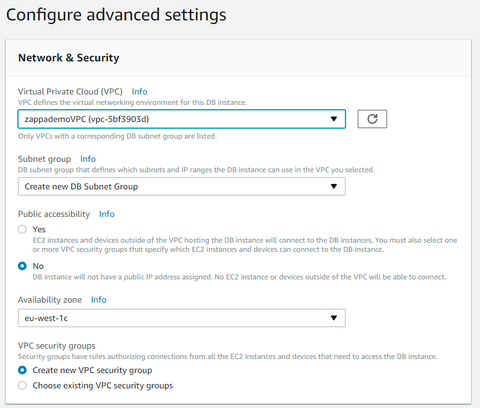 Configure advanced settings
Network & Security
Virtual Private Cloud (VPC) Info
VPC defines the virtual networking environment for this DB instance.
zappademoVPC (vpc-5bf3903d)
Only VPCs with a corresponding DB subnet group are listed.
Subnet group Info
DB subnet group that defines which subnets and IP ranges the DB instance can use in the VPC you selected.
Create new DB Subnet Group
Public accessibility Info
Yes
EC2 instances and devices outside of the VPC hosting the DB instance will connect to the DB instances. You must also select one
or more VPC security groups that specify which EC2 instances and devices can connect to the DB instance.
No
DB instance will not have a public IP address assigned. No EC2 instance or devices outside of the VPC will be able to connect.
Availability zone Info
eu-west-1c
VPC security groups
Security groups have rules authorizing connections from all the EC2 instances and devices that need to access the DB instance.
Create new VPC security group
Choose existing VPC security groups